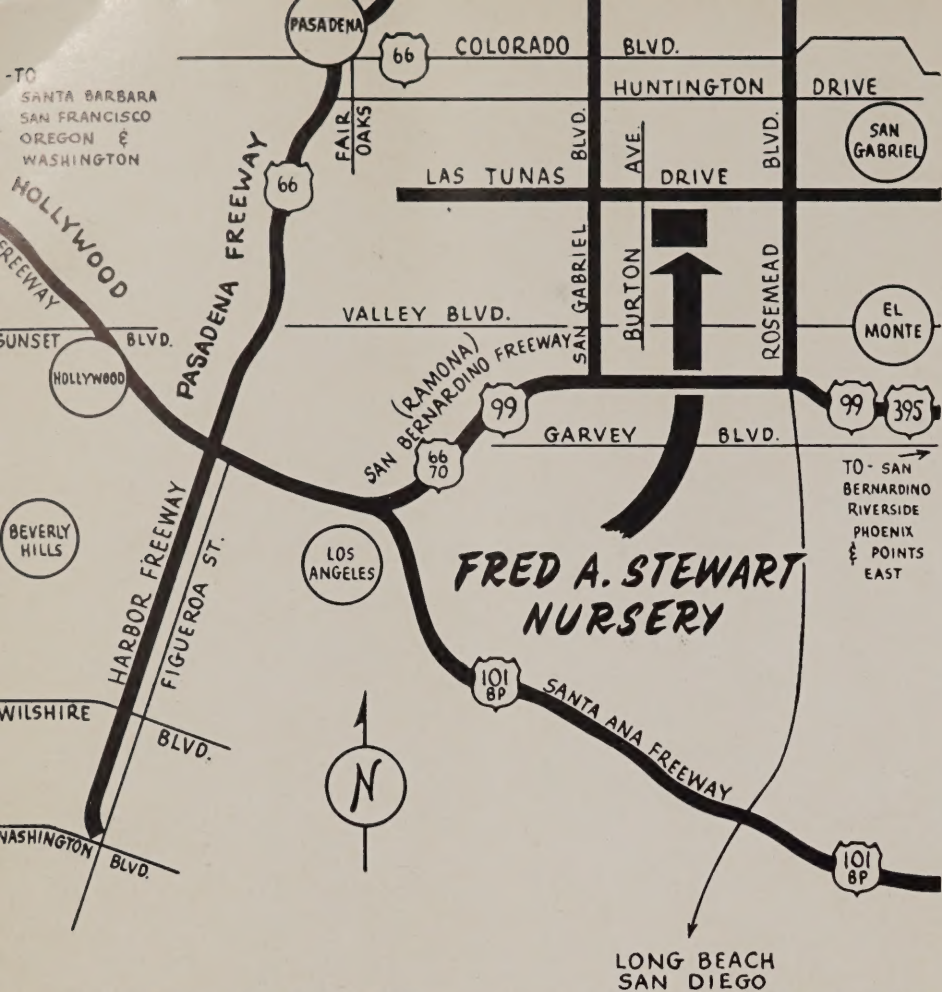 PASADENA
66
COLORADO BLVD.
-TO
SANTA BARBARA
SAN FRANCISCO
OREGON &
WASHINGTON
HUNTINGTON DRIVE
FAIR
OAKS
BLVD.
AVE.
BLVD.
SAN
GABRIEL
66
LAS TUNAS DRIVE
HOLLYWOOD
FREEWAY
PASADENA FREEWAY
SAN GABRIEL
BURTON
ROSEMEAD
VALLEY BLVD.
EL
MONTE
SUNSET BLVD.
HOLLYWOOD
(RAMONA)
SAN BERNARDINO FREEWAY
99
99
395
66
70
GARVEY BLVD.
TO - SAN
BERNARDINO
RIVERSIDE
PHOENIX
& POINTS
EAST
BEVERLY
HILLS
HARBOR FREEWAY
FIGUEROA ST.
LOS
ANGELES
FRED A. STEWART
NURSERY
101
BP
SANTA ANA FREEWAY
WILSHIRE
BLVD.
N
WASHINGTON
BLVD.
101
BP
LONG BEACH
SAN DIEGO